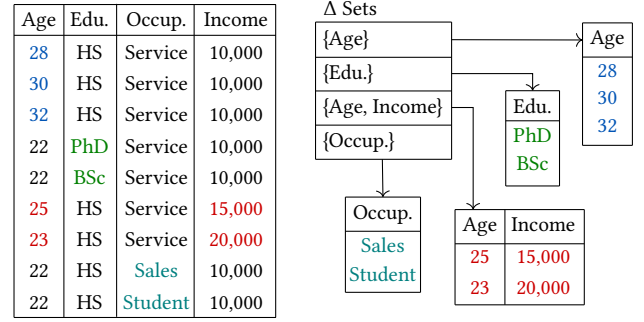 Age Edu. Occup. Income
28 HS Service 10,000
30 HS Service 10,000
32 HS Service 10,000
22 PhD Service 10,000
22 BSc Service 10,000
25 HS Service 15,000
23 HS Service 20,000
22 HS Sales 10,000
22 HS Student 10,000
Δ Sets
{Age}
{Edu.}
{Age, Income}
{Occup.}
Age
28
30
32
Edu.
PhD
BSc
Occup.
Sales
Student
Age Income
25 15,000
23 20,000